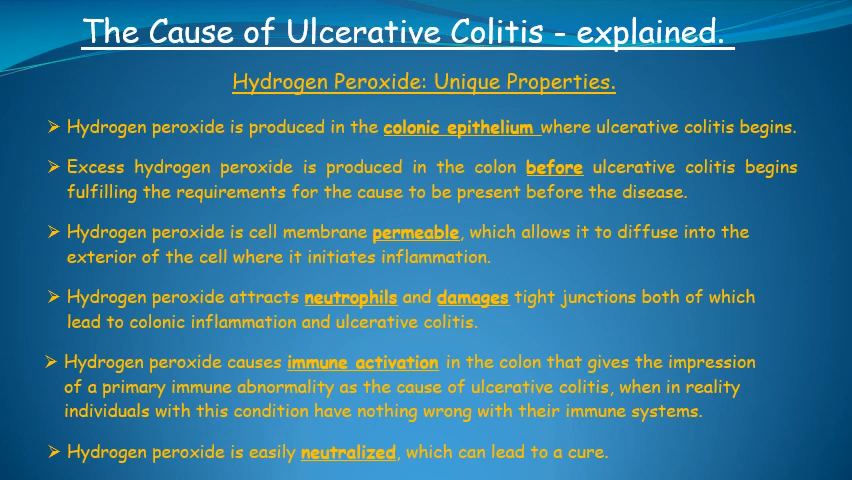 The Cause of Ulcerative Colitis - explained.
Hydrogen Peroxide: Unique Properties.
➢ Hydrogen peroxide is produced in the colonic epithelium where ulcerative colitis begins.
➢ Excess hydrogen peroxide is produced in the colon before ulcerative colitis begins
fulfilling the requirements for the cause to be present before the disease.
➢ Hydrogen peroxide is cell membrane permeable, which allows it to diffuse into the
exterior of the cell where it initiates inflammation.
➢ Hydrogen peroxide attracts neutrophils and damages tight junctions both of which
lead to colonic inflammation and ulcerative colitis.
➢ Hydrogen peroxide causes immune activation in the colon that gives the impression
of a primary immune abnormality as the cause of ulcerative colitis, when in reality
individuals with this condition have nothing wrong with their immune systems.
➢ Hydrogen peroxide is easily neutralized, which can lead to a cure.